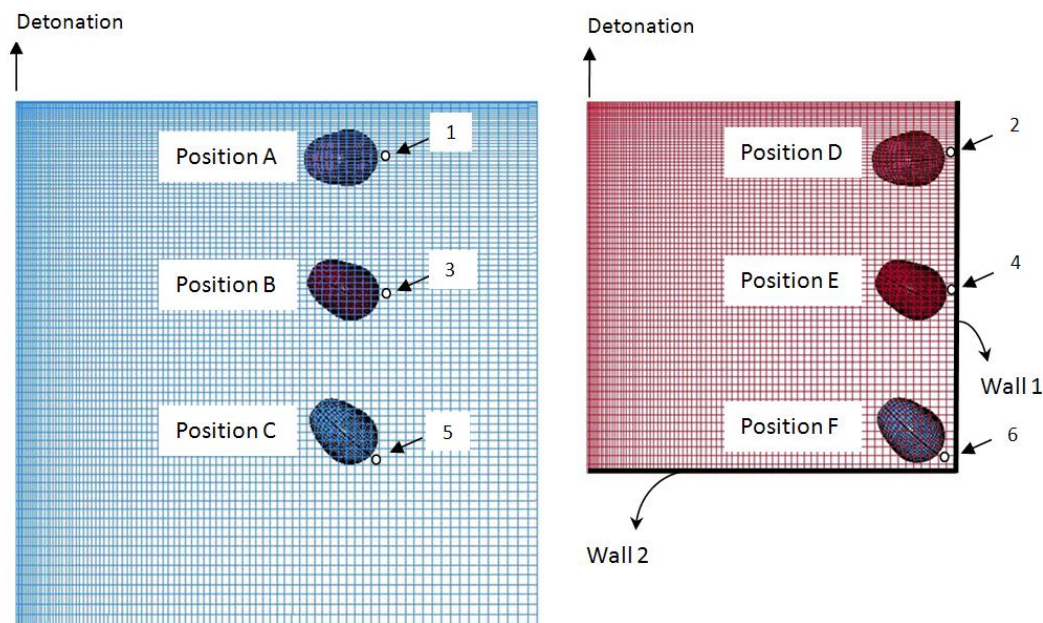 Detonation
1
Position A
3
Position B
5
Position C
Detonation
2
Position D
4
Position E
Wall 1
6
Position F
Wall 2